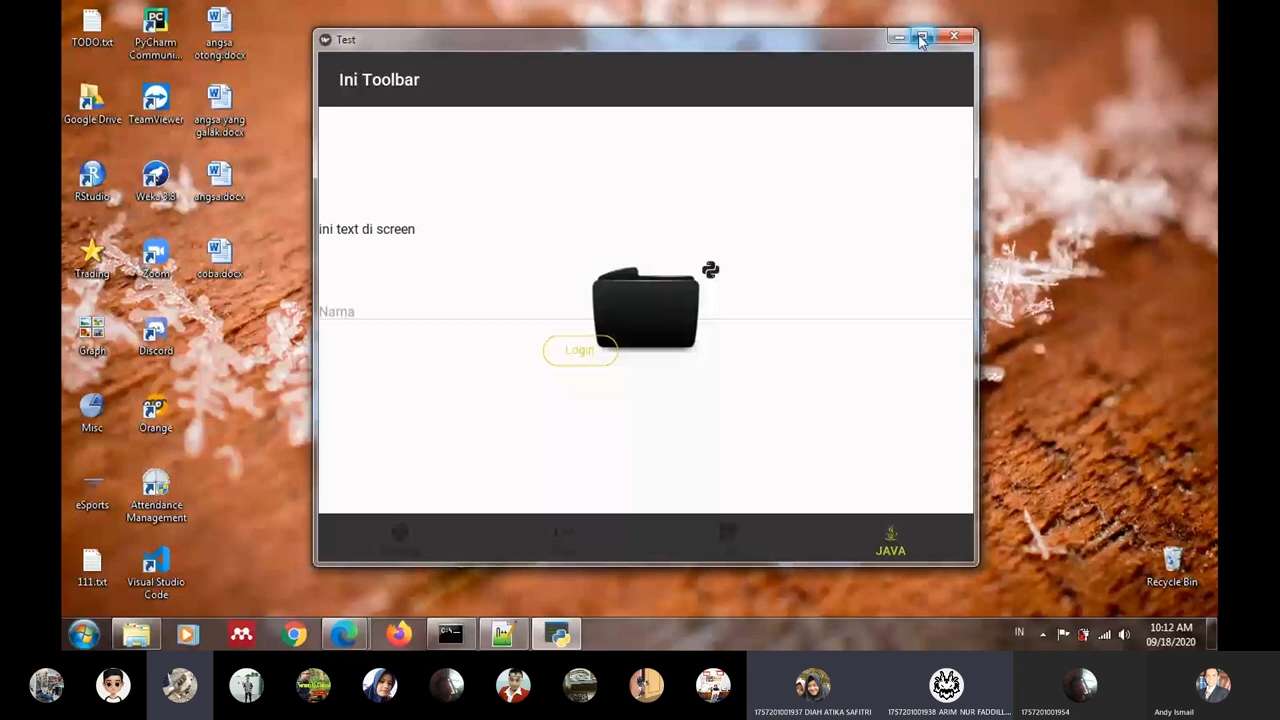 TODO.txt
PyCharm
Communi...
angsa
otong.docx
Google Drive
TeamViewer
angsa yang
galak.docx
RStudio
Weka 3.8
angsa.docx
Trading
Zoom
coba.docx
Graph
Discord
Misc
Orange
eSports
Attendance
Management
111.txt
Visual Studio
Code
Test
Ini Toolbar
ini text di screen
Nama
Login
JAVA
Recycle Bin
IN
10:12 AM
09/18/2020
1757201001937 DIAH ATIKA SAFITRI
1757201001938 ARIM NUR FADDILL...
1757201001954
Andy Ismail